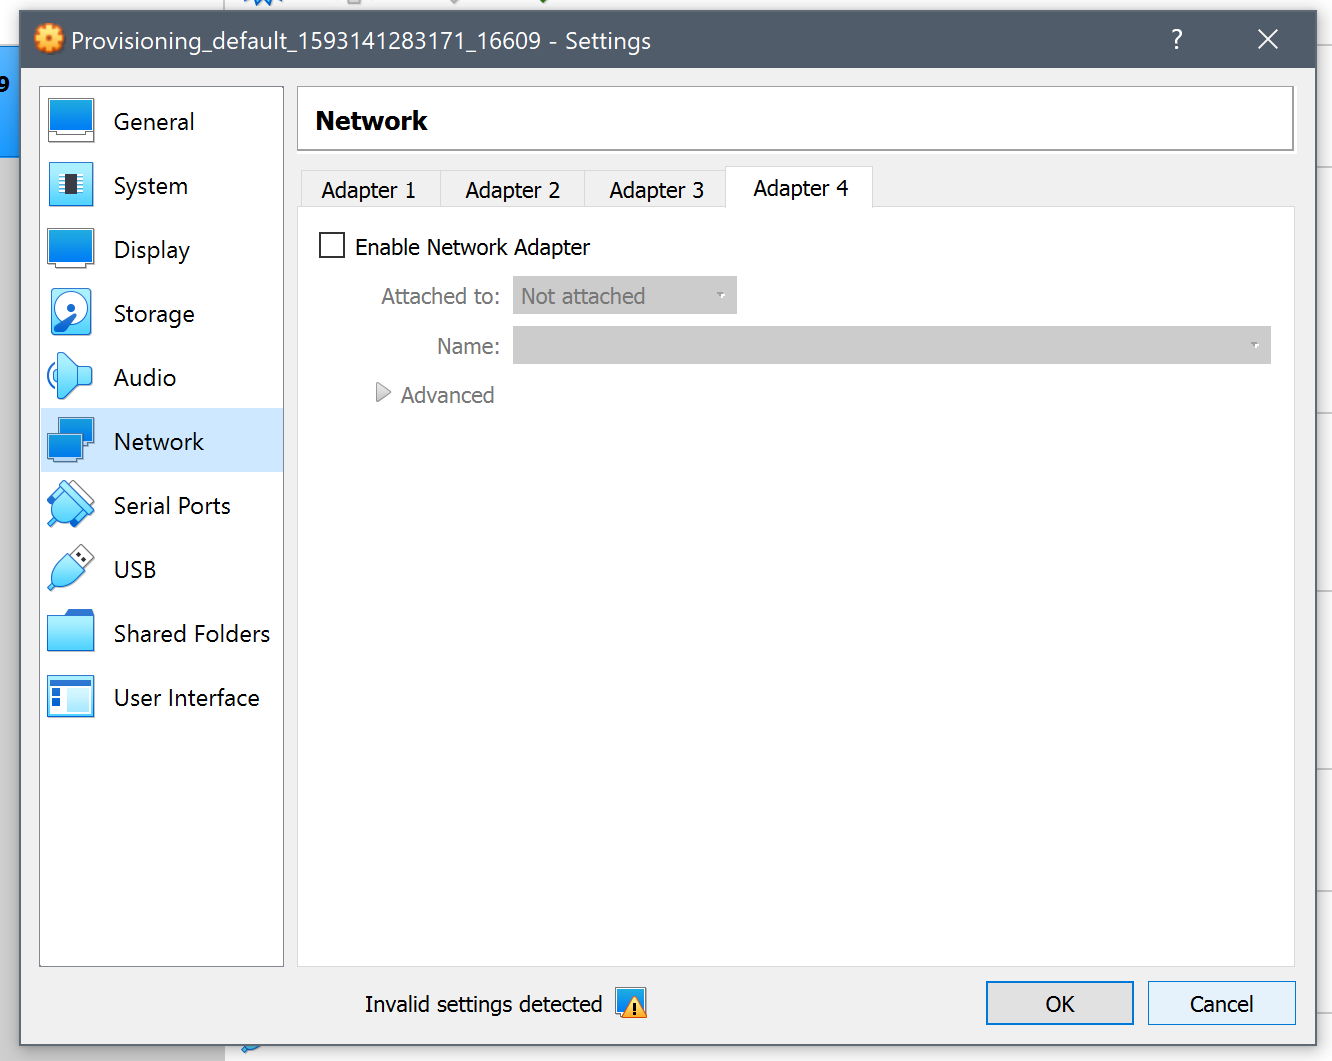 Provisioning_default_1593141283171_16609 - Settings
?
9
General
System
Display
Storage
Audio
Network
Serial Ports
USB
Shared Folders
User Interface
Network
Adapter 1
Adapter 2
Adapter 3
Adapter 4
Enable Network Adapter
Attached to: Not attached
Name:
Advanced
Invalid settings detected
OK
Cancel